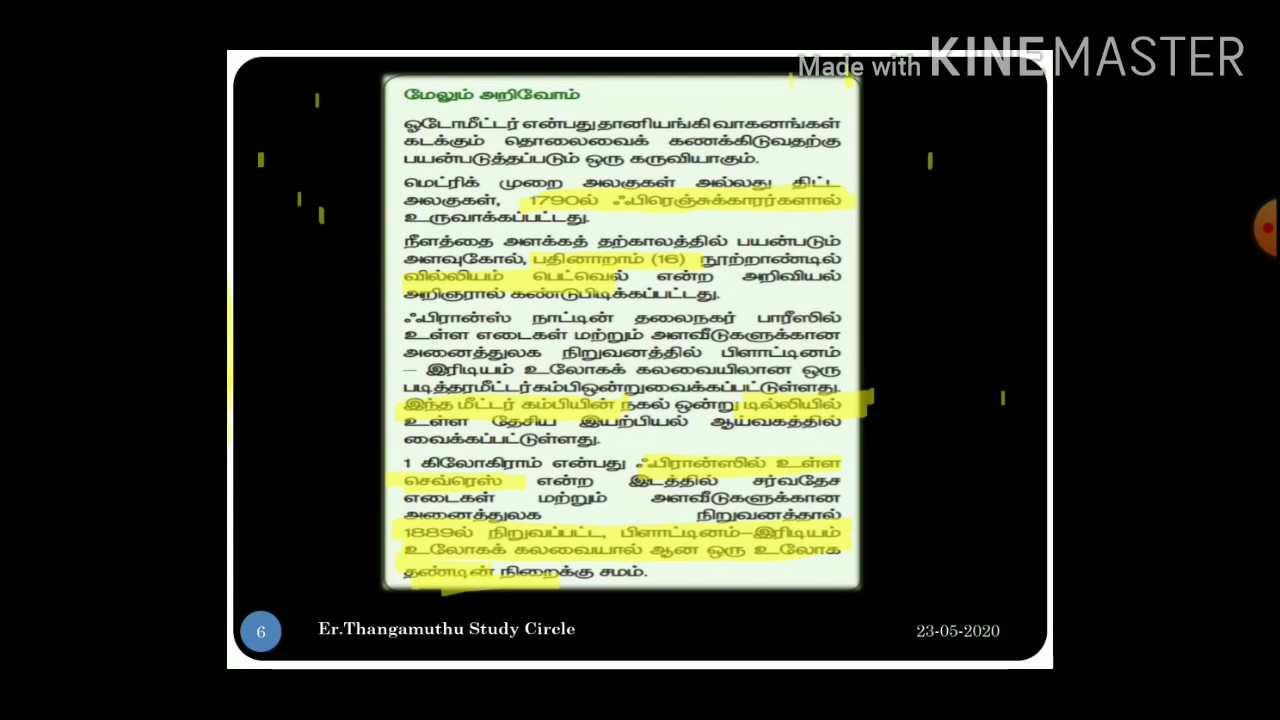 Made with KINEMASTER
மேலும் அறிவோம்
ஓடோமீட்டர் என்பது தானியங்கி வாகனங்கள்
கடக்கும் தொலைவைக் கணக்கிடுவதற்கு
பயன்படுத்தப்படும் ஒரு கருவியாகும்.
மெட்ரிக் முறை அலகுகள் அல்லது திட்ட
அலகுகள், 1790ல் ஃபிரெஞ்சுக்காரர்களால்
உருவாக்கப்பட்டது.
நீளத்தை அளக்கத் தற்காலத்தில் பயன்படும்
அளவுகோல், பதினாறாம் (16) நூற்றாண்டில்
வில்லியம் பெட்வெல் என்ற அறிவியல்
அறிஞரால் கண்டுபிடிக்கப்பட்டது.
ஃபிரான்ஸ் நாட்டின் தலைநகர் பாரீஸில்
உள்ள எடைகள் மற்றும் அளவீடுகளுக்கான
அனைத்துலக நிறுவனத்தில் பிளாட்டினம்
– இரிடியம் உலோகக் கலவையிலான ஒரு
படித்தரமீட்டர்கம்பிஒன்றுவைக்கப்பட்டுள்ளது.
இந்த மீட்டர் கம்பியின் நகல் ஒன்று டில்லியில்
உள்ள தேசிய இயற்பியல் ஆய்வகத்தில்
வைக்கப்பட்டுள்ளது.
1 கிலோகிராம் என்பது ஃபிரான்ஸில் உள்ள
செவ்ரெஸ் என்ற இடத்தில் சர்வதேச
எடைகள் மற்றும் அளவீடுகளுக்கான
அனைத்துலக நிறுவனத்தால்
1889ல் நிறுவப்பட்ட, பிளாட்டினம்–இரிடியம்
உலோகக் கலவையால் ஆன ஒரு உலோக
தண்டின் நிறைக்கு சமம்.
6
Er.Thangamuthu Study Circle
23-05-2020